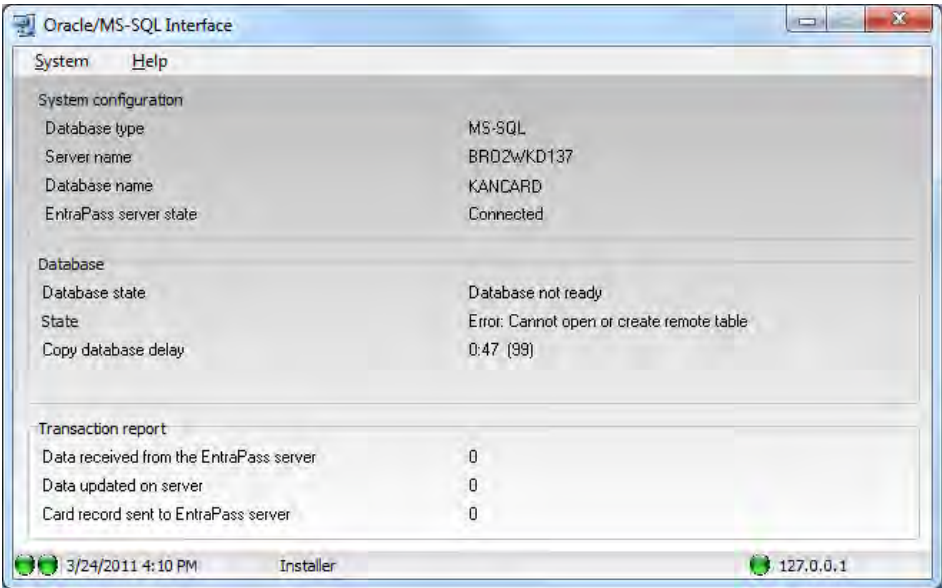 Oracle/MS-SQL Interface
System Help
System configuration
Database type MS-SQL
Server name BRD2WKD137
Database name KANCARD
EntraPass server state Connected
Database
Database state Database not ready
State Error: Cannot open or create remote table
Copy database delay 0:47 (99)
Transaction report
Data received from the EntraPass server 0
Data updated on server 0
Card record sent to EntraPass server 0
3/24/2011 4:10 PM Installer 127.0.0.1